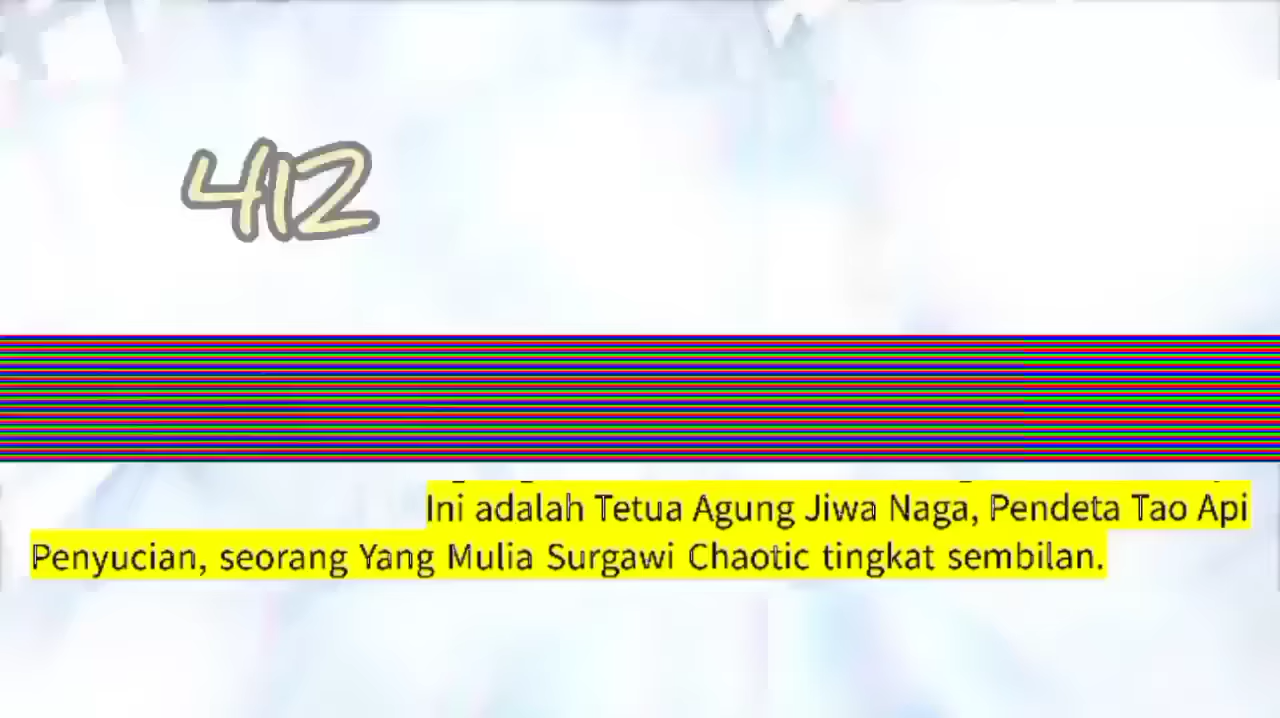 412
Ini adalah Tetua Agung Jiwa Naga, Pendeta Tao Api
Penyucian, seorang Yang Mulia Surgawi Chaotic tingkat sembilan.